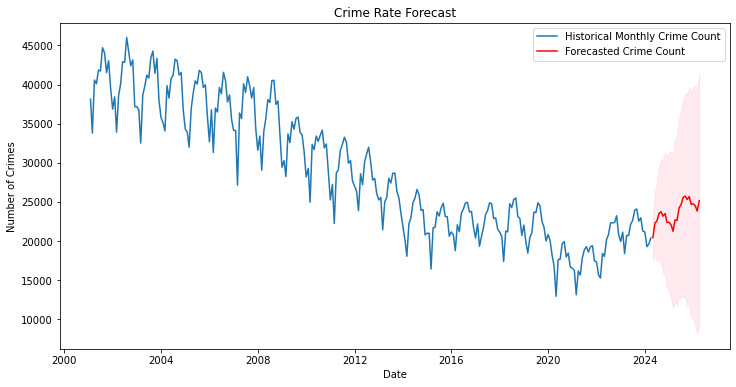 Crime Rate Forecast
Historical Monthly Crime Count
Forecasted Crime Count
Number of Crimes
45000
40000
35000
30000
25000
20000
15000
10000
2000 2004 2008 2012 2016 2020 2024
Date